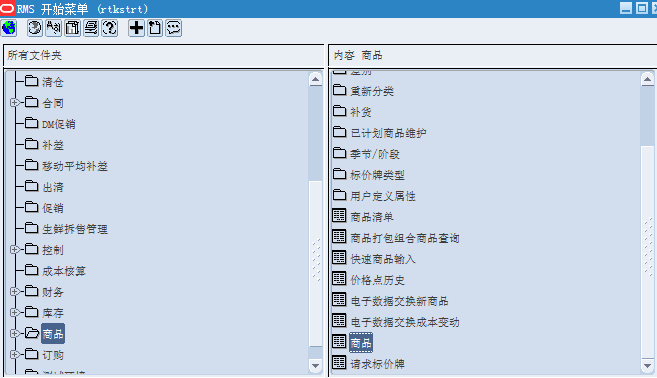 RMS 开始菜单 (rtkstrt)
所有文件夹
清仓
合同
DM促销
补差
移动平均补差
出清
促销
生鲜拆售管理
控制
成本核算
财务
库存
商品
订购
内容 商品
差别
重新分类
补货
已计划商品维护
季节/阶段
标价牌类型
用户定义属性
商品清单
商品打包组合商品查询
快速商品输入
价格点历史
电子数据交换新商品
电子数据交换成本变动
商品
请求标价牌